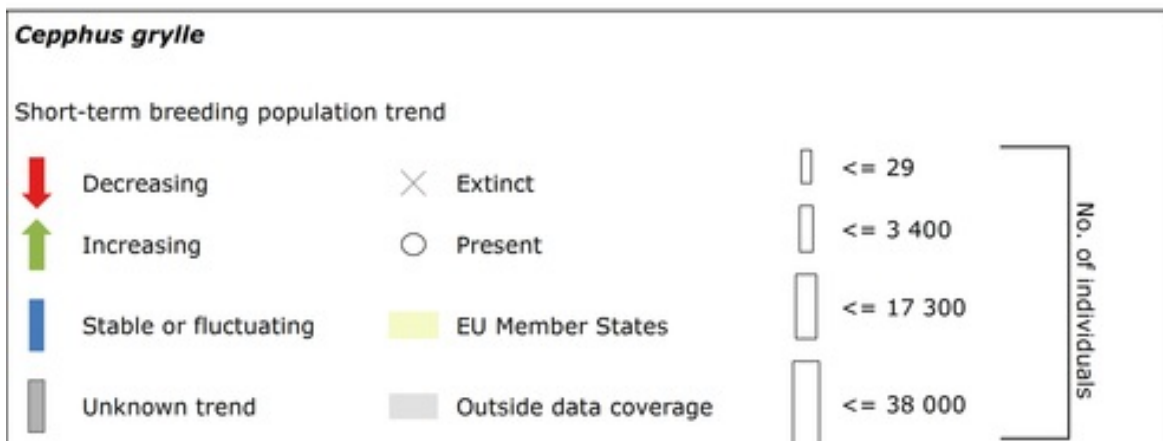 Cepphus grylle
Short-term breeding population trend
Decreasing
Increasing
Stable or fluctuating
Unknown trend
Extinct
Present
EU Member States
Outside data coverage
<= 29
<= 3 400
<= 17 300
<= 38 000
No. of individuals